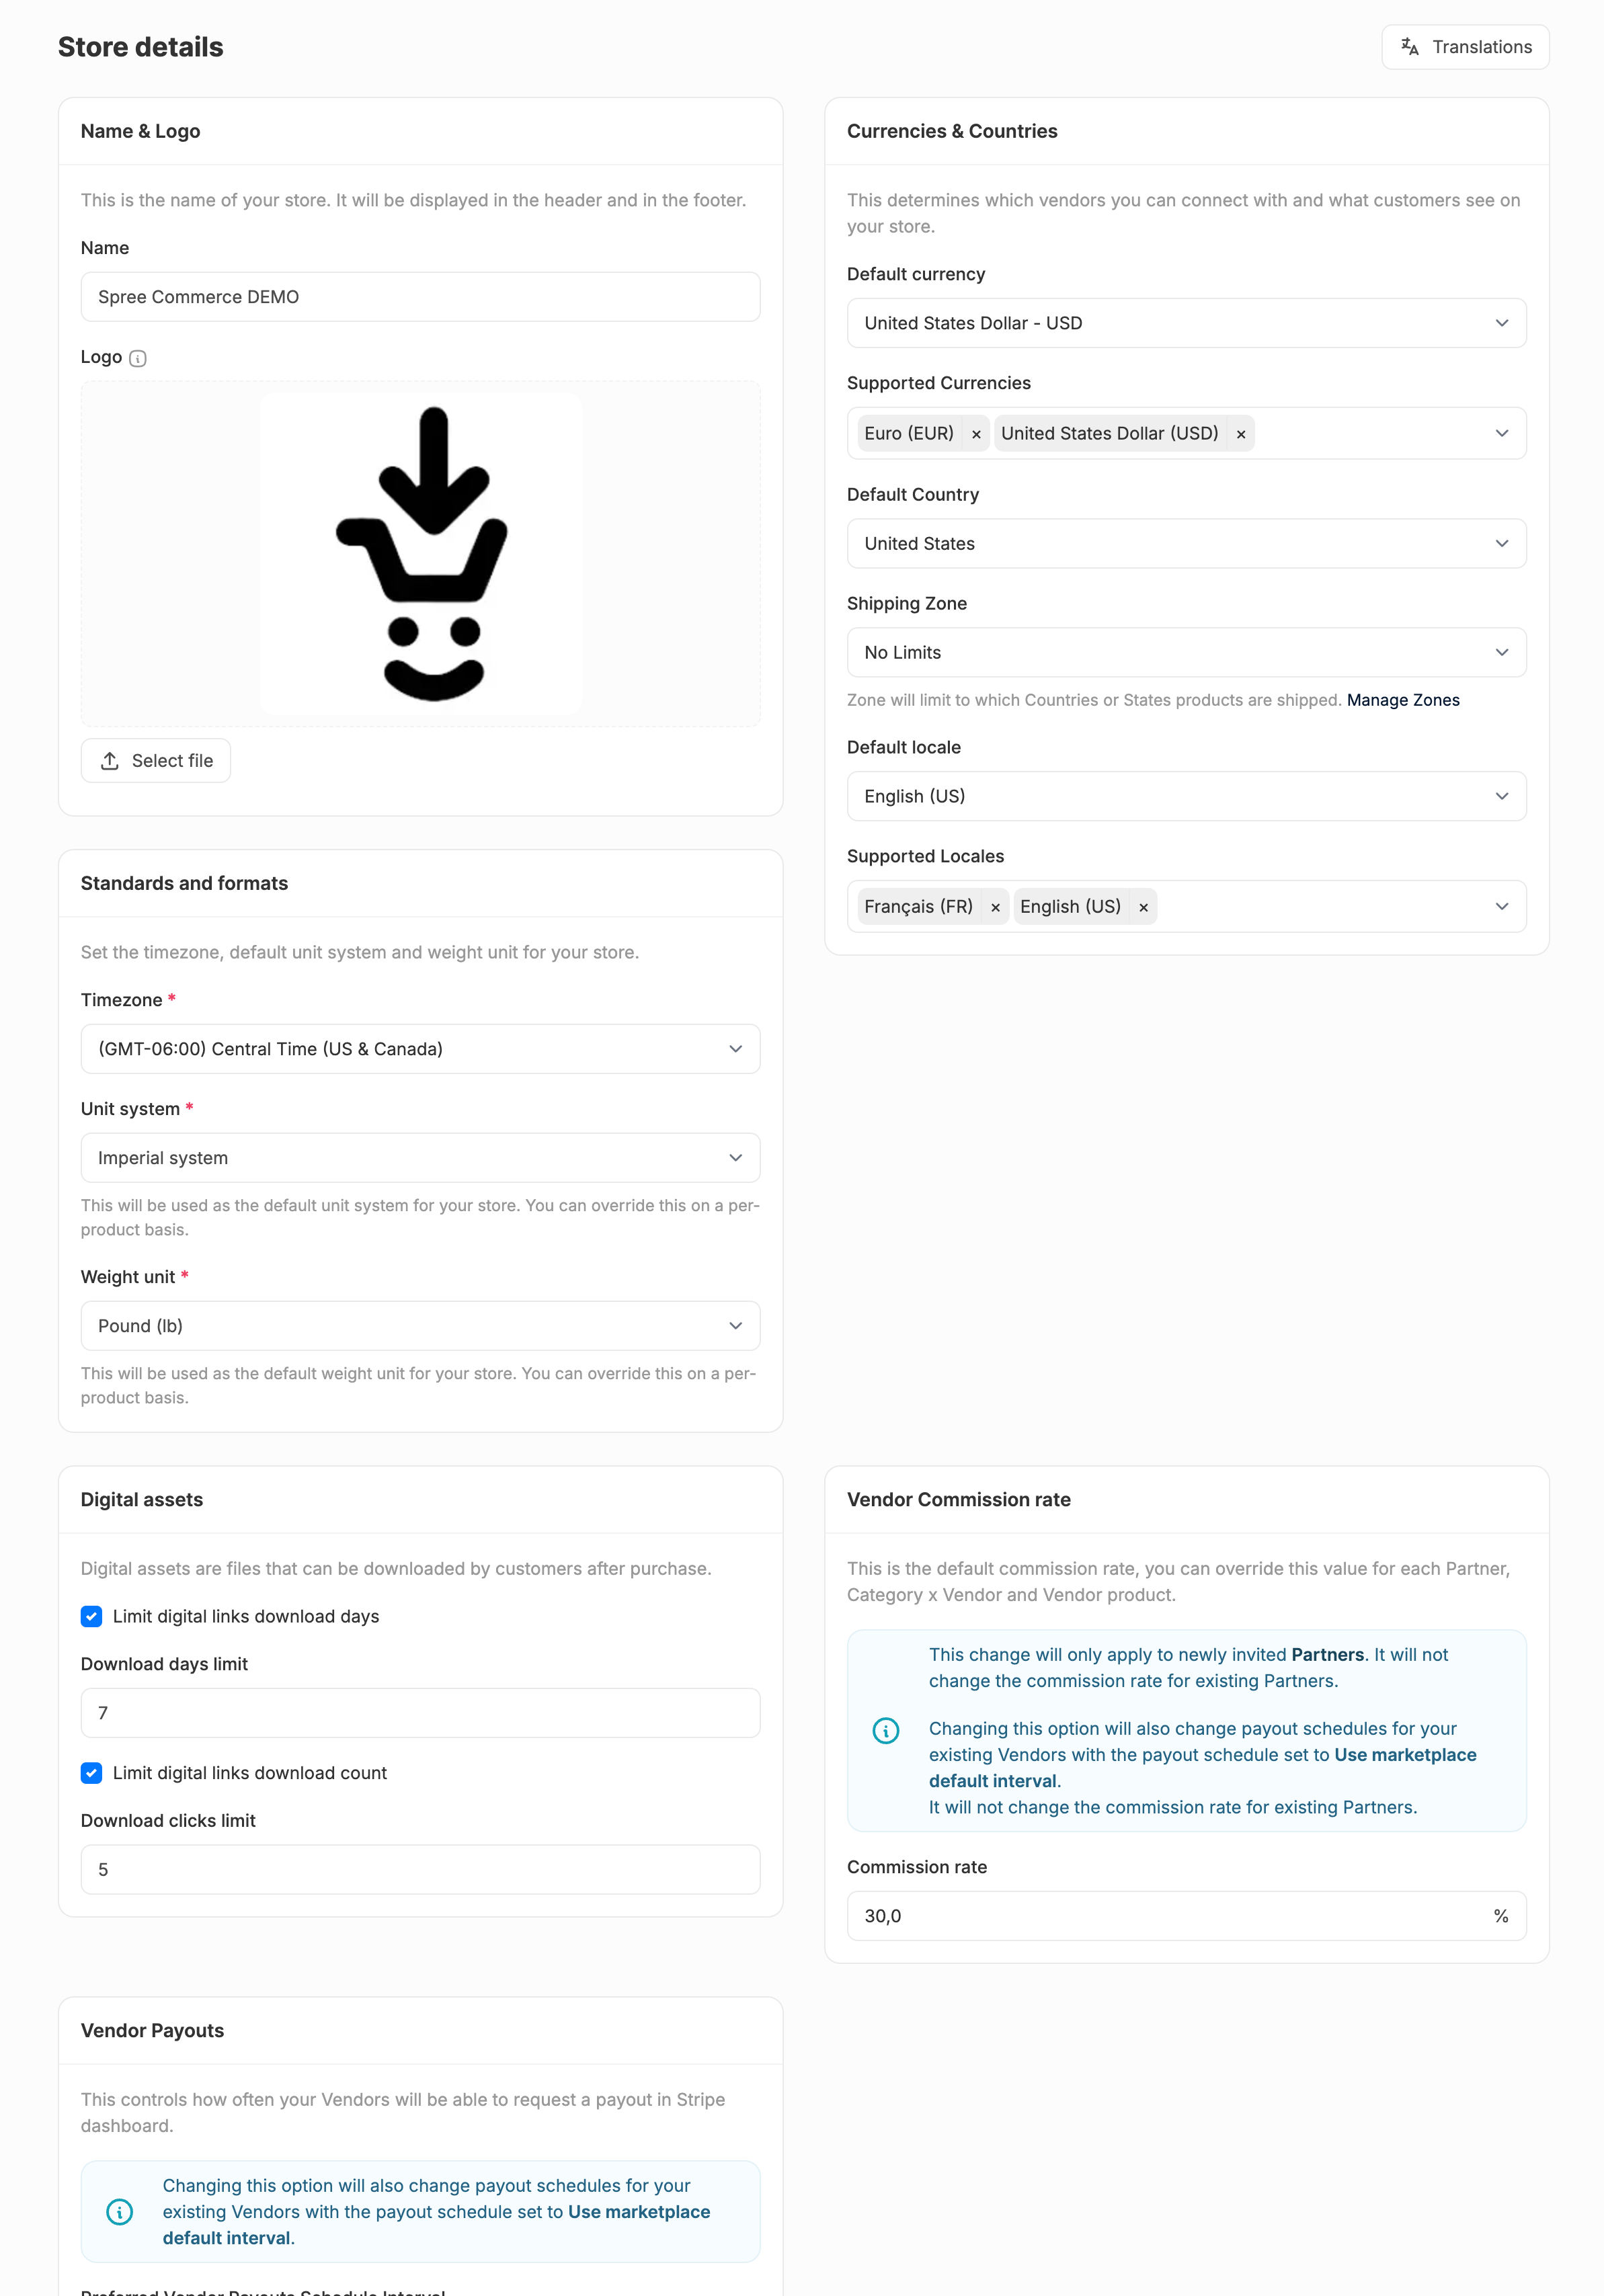 Store details
Translations
Name & Logo
This is the name of your store. It will be displayed in the header and in the footer.
Name
Spree Commerce DEMO
Logo
Select file
Currencies & Countries
This determines which vendors you can connect with and what customers see on
your store.
Default currency
United States Dollar - USD
Supported Currencies
Euro (EUR) × United States Dollar (USD) ×
Default Country
United States
Shipping Zone
No Limits
Zone will limit to which Countries or States products are shipped. Manage Zones
Default locale
English (US)
Supported Locales
Français (FR) × English (US) ×
Standards and formats
Set the timezone, default unit system and weight unit for your store.
Timezone *
(GMT-06:00) Central Time (US & Canada)
Unit system *
Imperial system
This will be used as the default unit system for your store. You can override this on a per-
product basis.
Weight unit *
Pound (lb)
This will be used as the default weight unit for your store. You can override this on a per-
product basis.
Digital assets
Digital assets are files that can be downloaded by customers after purchase.
Limit digital links download days
Download days limit
7
Limit digital links download count
Download clicks limit
5
Vendor Commission rate
This is the default commission rate, you can override this value for each Partner,
Category x Vendor and Vendor product.
This change will only apply to newly invited Partners. It will not
change the commission rate for existing Partners.
Changing this option will also change payout schedules for your
existing Vendors with the payout schedule set to Use marketplace
default interval.
It will not change the commission rate for existing Partners.
Commission rate
30,0 %
Vendor Payouts
This controls how often your Vendors will be able to request a payout in Stripe
dashboard.
Changing this option will also change payout schedules for your
existing Vendors with the payout schedule set to Use marketplace
default interval.
Preferred Vendor Payouts Schedule Interval